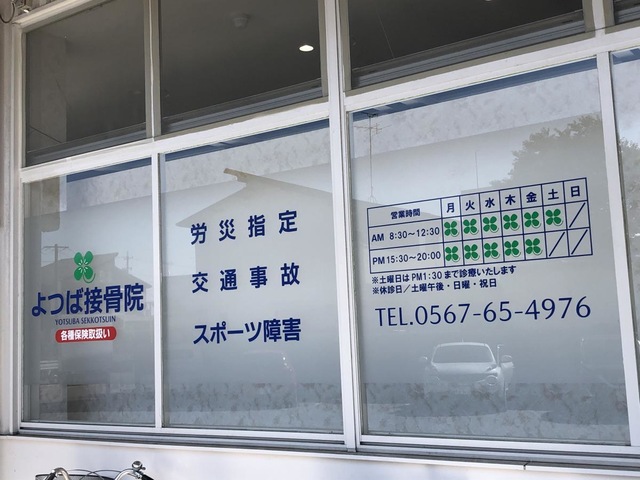 よつば接骨院
YOTSUBA SEKKOTSUIN
各種保険取扱い
労災指定
交通事故
スポーツ障害
営業時間 月 火 水 木 金 土 日
AM 8:30〜12:30
PM 15:30〜20:00
※土曜日はPM1:30まで診療いたします
※休診日／土曜午後・日曜・祝日
TEL.0567-65-4976